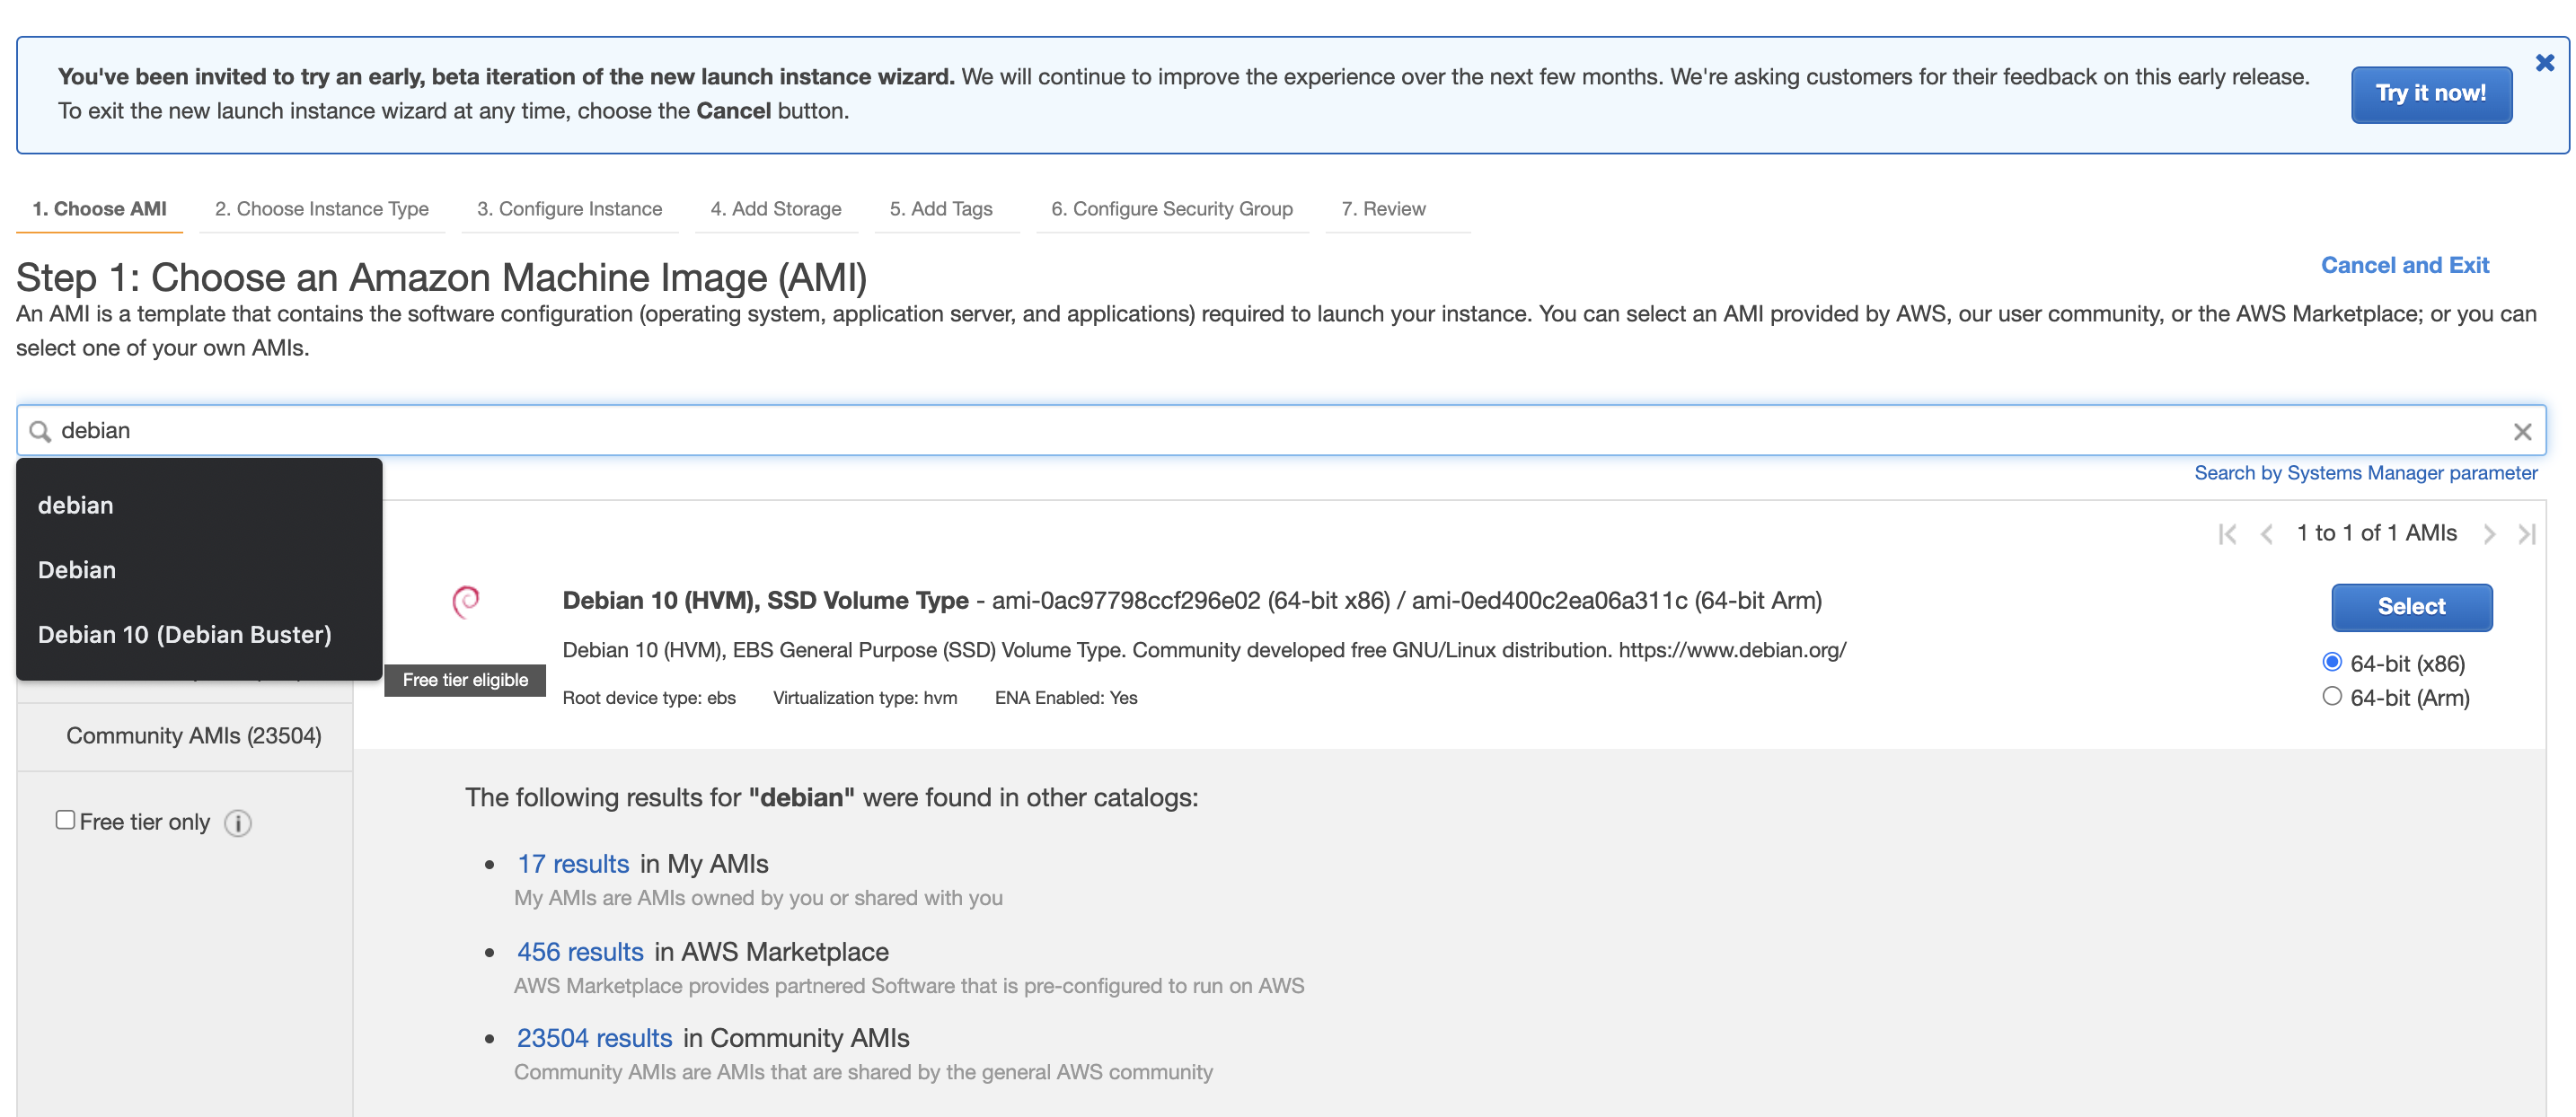 You've been invited to try an early, beta iteration of the new launch instance wizard. We will continue to improve the experience over the next few months. We're asking customers for their feedback on this early release.
To exit the new launch instance wizard at any time, choose the Cancel button.
Try it now!
1. Choose AMI 2. Choose Instance Type 3. Configure Instance 4. Add Storage 5. Add Tags 6. Configure Security Group 7. Review
Step 1: Choose an Amazon Machine Image (AMI)
Cancel and Exit
An AMI is a template that contains the software configuration (operating system, application server, and applications) required to launch your instance. You can select an AMI provided by AWS, our user community, or the AWS Marketplace; or you can
select one of your own AMIs.
debian
Search by Systems Manager parameter
debian
Debian
Debian 10 (Debian Buster)
1 to 1 of 1 AMIs
Debian 10 (HVM), SSD Volume Type - ami-0ac97798ccf296e02 (64-bit x86) / ami-0ed400c2ea06a311c (64-bit Arm)
Select
Debian 10 (HVM), EBS General Purpose (SSD) Volume Type. Community developed free GNU/Linux distribution. https://www.debian.org/
64-bit (x86)
Free tier eligible
Root device type: ebs Virtualization type: hvm ENA Enabled: Yes
64-bit (Arm)
Community AMIs (23504)
Free tier only
The following results for "debian" were found in other catalogs:
17 results in My AMIs
My AMIs are AMIs owned by you or shared with you
456 results in AWS Marketplace
AWS Marketplace provides partnered Software that is pre-configured to run on AWS
23504 results in Community AMIs
Community AMIs are AMIs that are shared by the general AWS community